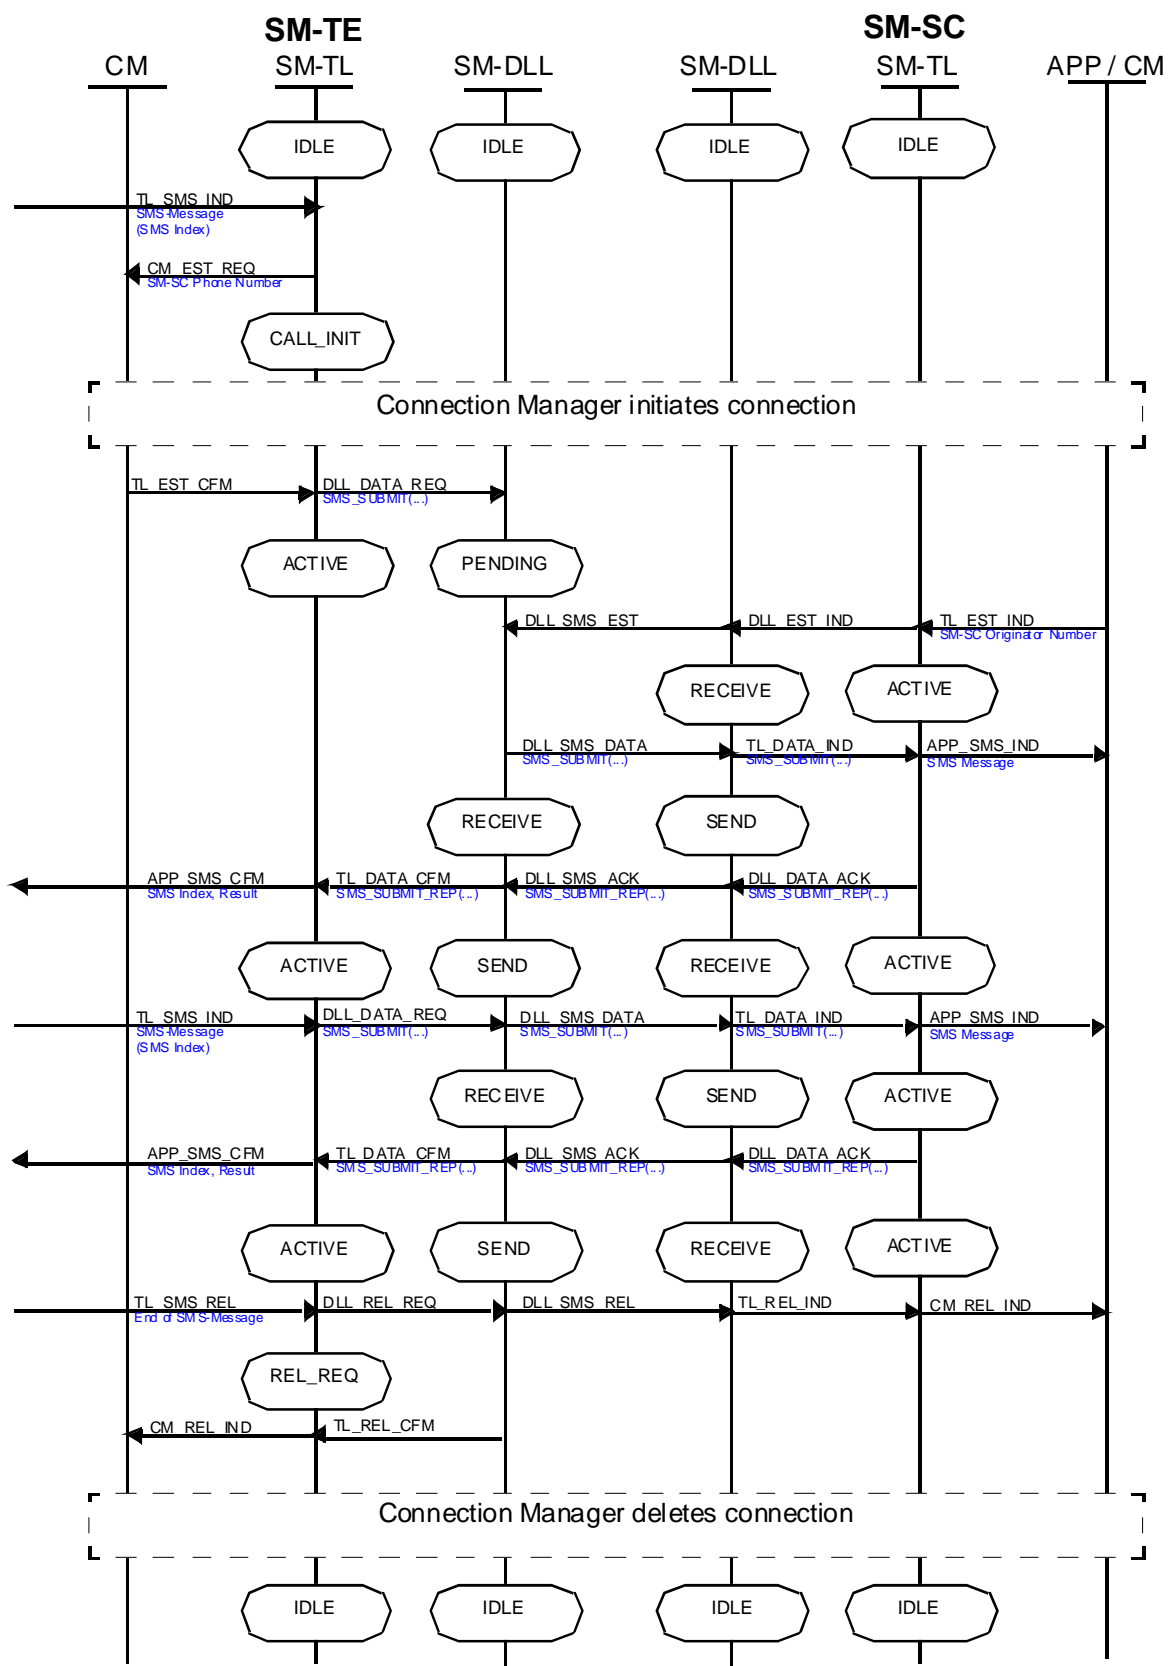 SM-TE SM-SC
CM SM-TL SM-DLL SM-DLL SM-TL APP / CM
IDLE IDLE IDLE IDLE
TL_SMS_IND
SMS-Message
(SMS Index)
CM_EST_REQ
SM-SC Phone Number
CALL_INIT
Connection Manager initiates connection
TL_EST_CFM DLL_DATA_REQ
SMS_SUBMIT(...)
ACTIVE PENDING
DLL_SMS_EST DLL_EST_IND TL_EST_IND
SM-SC Originator Number
RECEIVE ACTIVE
DLL_SMS_DATA TL_DATA_IND APP_SMS_IND
SMS_SUBMIT(...) SMS_SUBMIT(...) SMS Message
RECEIVE SEND
APP_SMS_CFM TL_DATA_CFM DLL_SMS_ACK DLL_DATA_ACK
SMS Index, Result SMS_SUBMIT_REP(...) SMS_SUBMIT_REP(...) SMS_SUBMIT_REP(...)
ACTIVE SEND RECEIVE ACTIVE
TL_SMS_IND DLL_DATA_REQ DLL_SMS_DATA TL_DATA_IND APP_SMS_IND
SMS-Message SMS_SUBMIT(...) SMS_SUBMIT(...) SMS_SUBMIT(...) SMS Message
(SMS Index)
RECEIVE SEND ACTIVE
APP_SMS_CFM TL_DATA_CFM DLL_SMS_ACK DLL_DATA_ACK
SMS Index, Result SMS_SUBMIT_REP(...) SMS_SUBMIT_REP(...) SMS_SUBMIT_REP(...)
ACTIVE SEND RECEIVE ACTIVE
TL_SMS_REL DLL_REL_REQ DLL_SMS_REL TL_REL_IND CM_REL_IND
End of SMS-Message
REL_REQ
CM_REL_IND TL_REL_CFM
Connection Manager deletes connection
IDLE IDLE IDLE IDLE